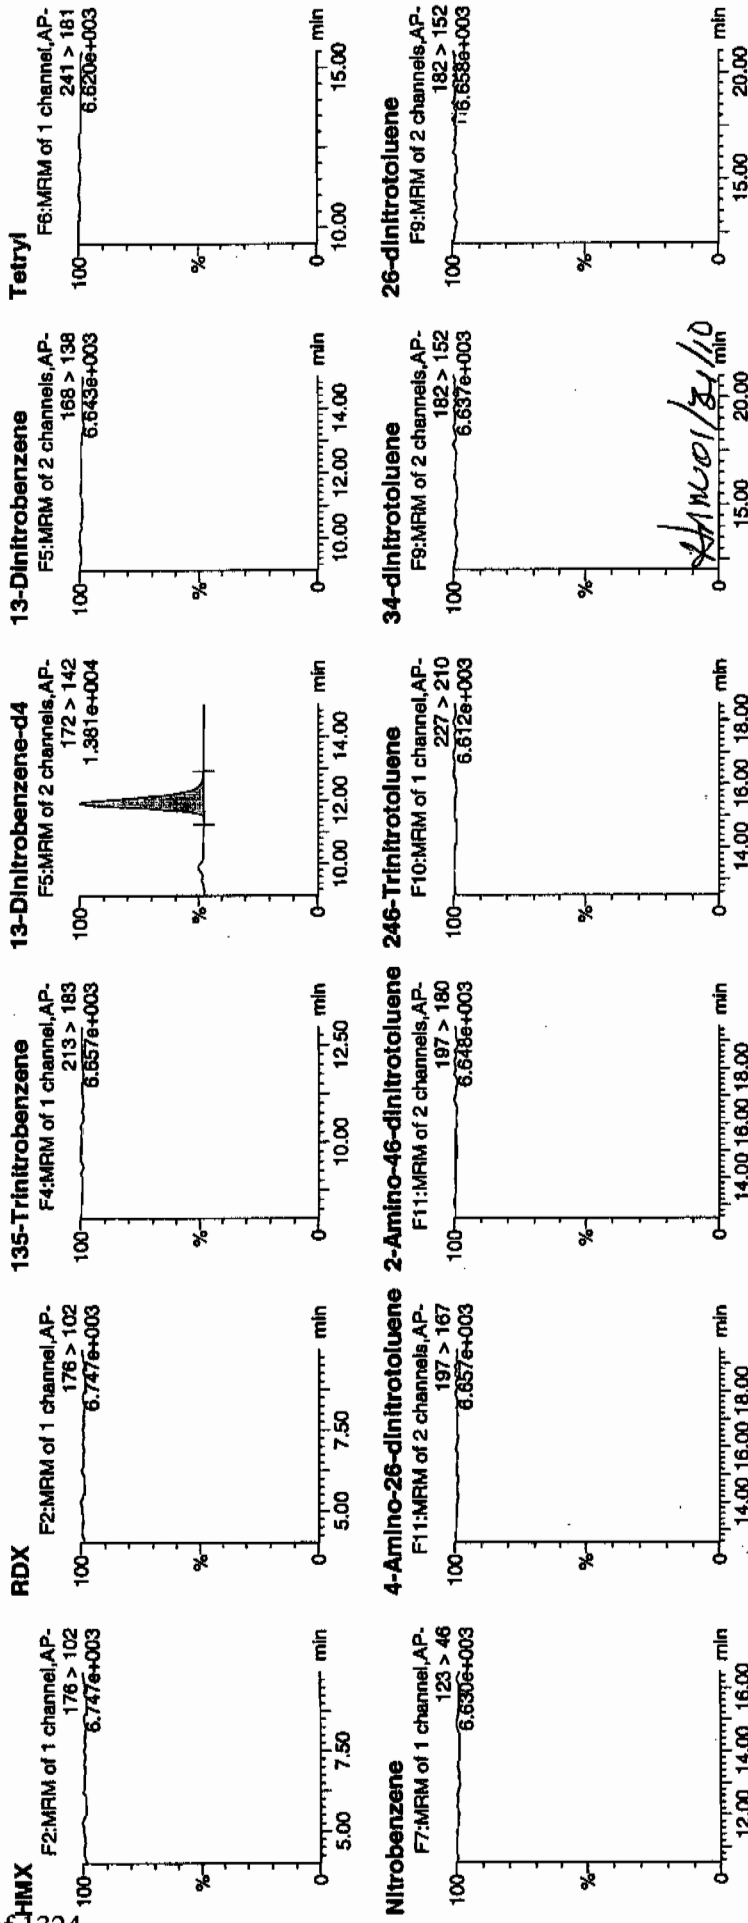 HMX
F2:MRM of 1 channel,AP-
176 > 102
6.747e+003
100
%
0
5.00 7.50 min
RDX
F2:MRM of 1 channel,AP-
176 > 102
6.747e+003
100
%
0
5.00 7.50 min
135-Trinitrobenzene
F4:MRM of 1 channel,AP-
213 > 183
6.657e+003
100
%
0
10.00 12.50 min
13-Dinitrobenzene-d4
F5:MRM of 2 channels,AP-
172 > 142
1.381e+004
100
%
0
10.00 12.00 14.00 min
13-Dinitrobenzene
F5:MRM of 2 channels,AP-
168 > 138
6.643e+003
100
%
0
10.00 12.00 14.00 min
Tetryl
F6:MRM of 1 channel,AP-
241 > 181
6.620e+003
100
%
0
10.00 15.00 min
Nitrobenzene
F7:MRM of 1 channel,AP-
123 > 46
6.630e+003
100
%
0
12.00 14.00 16.00 min
4-Amino-26-dinitrotoluene
F11:MRM of 2 channels,AP-
197 > 167
6.657e+003
100
%
0
14.00 16.00 18.00 min
2-Amino-46-dinitrotoluene
F11:MRM of 2 channels,AP-
197 > 180
6.648e+003
100
%
0
14.00 16.00 18.00 min
246-Trinitrotoluene
F10:MRM of 1 channel,AP-
227 > 210
6.612e+003
100
%
0
14.00 16.00 18.00 min
34-dinitrotoluene
F9:MRM of 2 channels,AP-
182 > 152
6.637e+003
100
%
0
15.00 20.00 min
26-dinitrotoluene
F9:MRM of 2 channels,AP-
182 > 152
6.658e+003
100
%
0
15.00 20.00 min